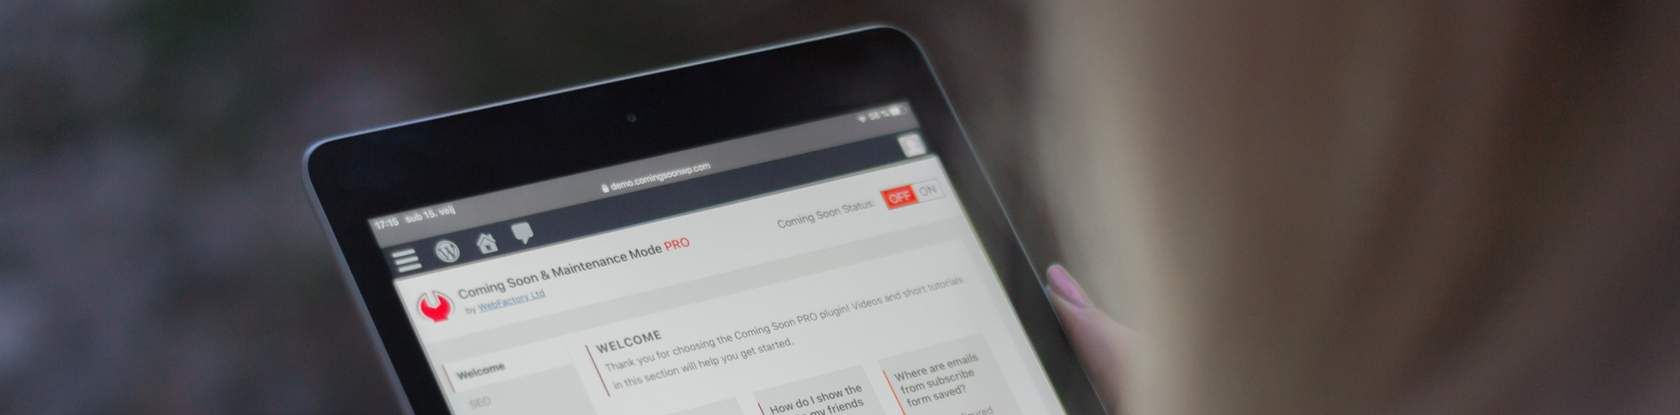 17:15 sub 15. velj
58 %
demo.comingsoonwp.com
Coming Soon & Maintenance Mode PRO
by WebFactory Ltd
Coming Soon Status: OFF ON
Welcome
SEO
WELCOME
Thank you for choosing the Coming Soon PRO plugin! Videos and short tutorials
in this section will help you get started.
How do I show the
my friends
Where are emails
from subscribe
form saved?